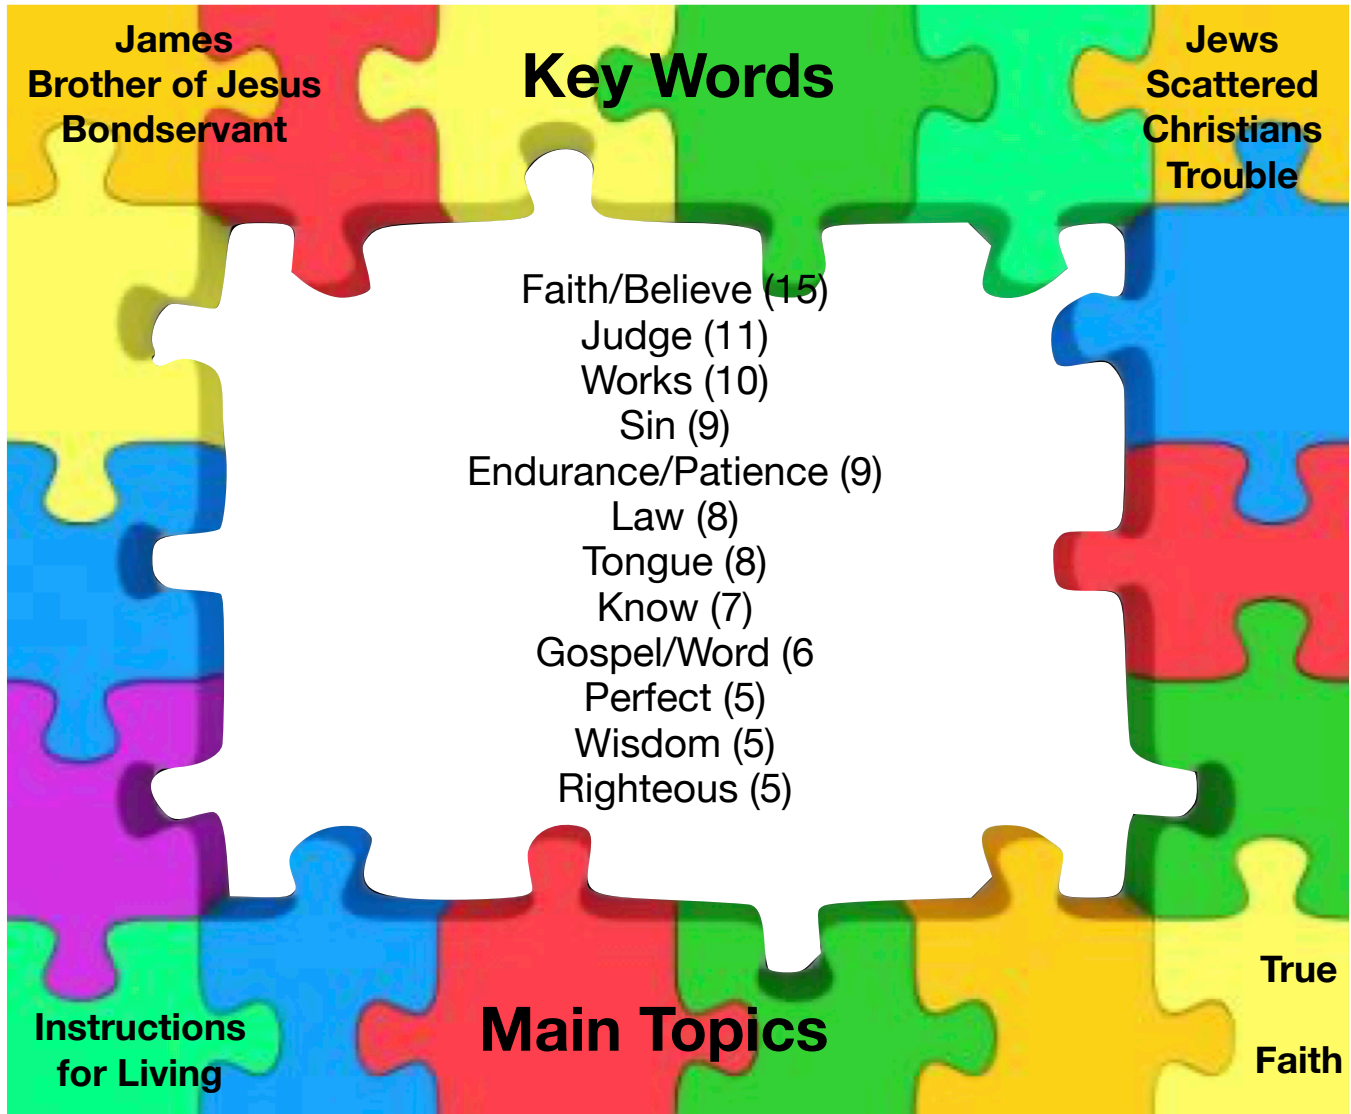 James
Brother of Jesus
Bondservant
Key Words
Jews
Scattered
Christians
Trouble
Faith/Believe (15)
Judge (11)
Works (10)
Sin (9)
Endurance/Patience (9)
Law (8)
Tongue (8)
Know (7)
Gospel/Word (6
Perfect (5)
Wisdom (5)
Righteous (5)
Instructions
for Living
Main Topics
True
Faith